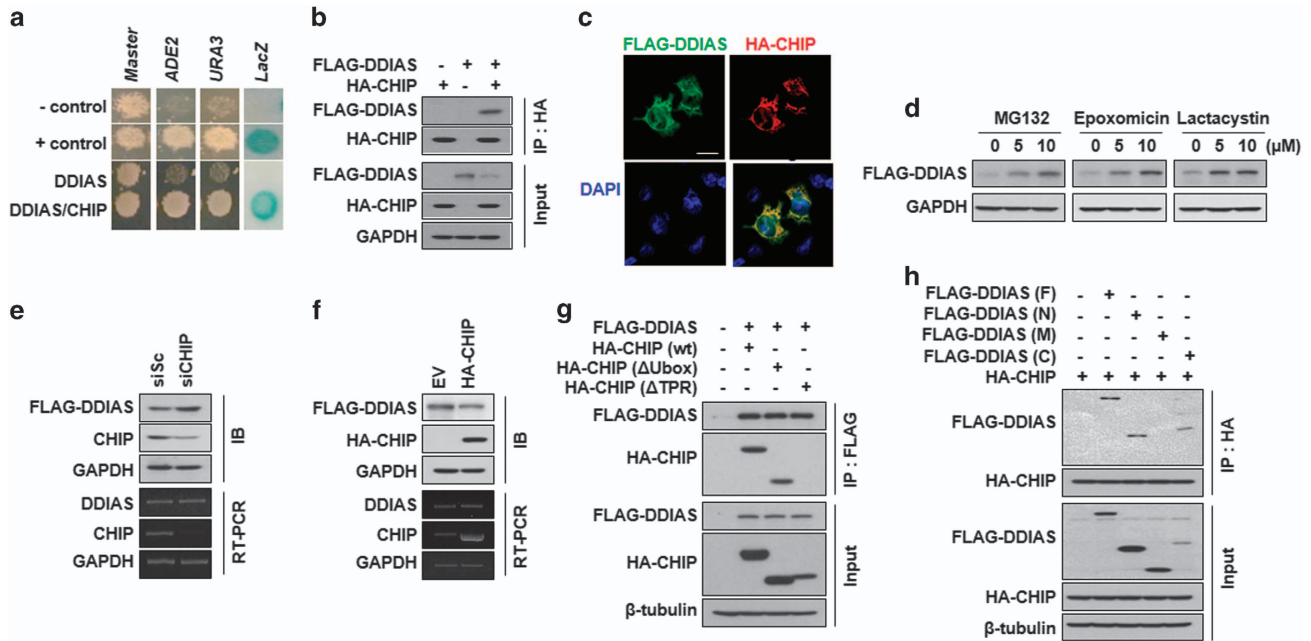 a
Master
ADE2
URA3
LacZ
- control
+ control
DDIAS
DDIAS/CHIP
b
FLAG-DDIAS - + +
HA-CHIP + - +
FLAG-DDIAS
HA-CHIP
IP : HA
FLAG-DDIAS
HA-CHIP
GAPDH
Input
c
FLAG-DDIAS HA-CHIP
DAPI
d
MG132 Epoxomicin Lactacystin
0 5 10 0 5 10 0 5 10 (µM)
FLAG-DDIAS
GAPDH
e
siSc
siCHIP
FLAG-DDIAS
CHIP
GAPDH
IB
DDIAS
CHIP
GAPDH
RT-PCR
f
EV
HA-CHIP
FLAG-DDIAS
HA-CHIP
GAPDH
IB
DDIAS
CHIP
GAPDH
RT-PCR
g
FLAG-DDIAS - + + +
HA-CHIP (wt) - + - -
HA-CHIP (ΔUbox) - - + -
HA-CHIP (ΔTPR) - - - +
FLAG-DDIAS
HA-CHIP
IP : FLAG
FLAG-DDIAS
HA-CHIP
β-tubulin
Input
h
FLAG-DDIAS (F) - + - - -
FLAG-DDIAS (N) - - + - -
FLAG-DDIAS (M) - - - + -
FLAG-DDIAS (C) - - - - +
HA-CHIP + + + + +
FLAG-DDIAS
HA-CHIP
IP : HA
FLAG-DDIAS
HA-CHIP
β-tubulin
Input